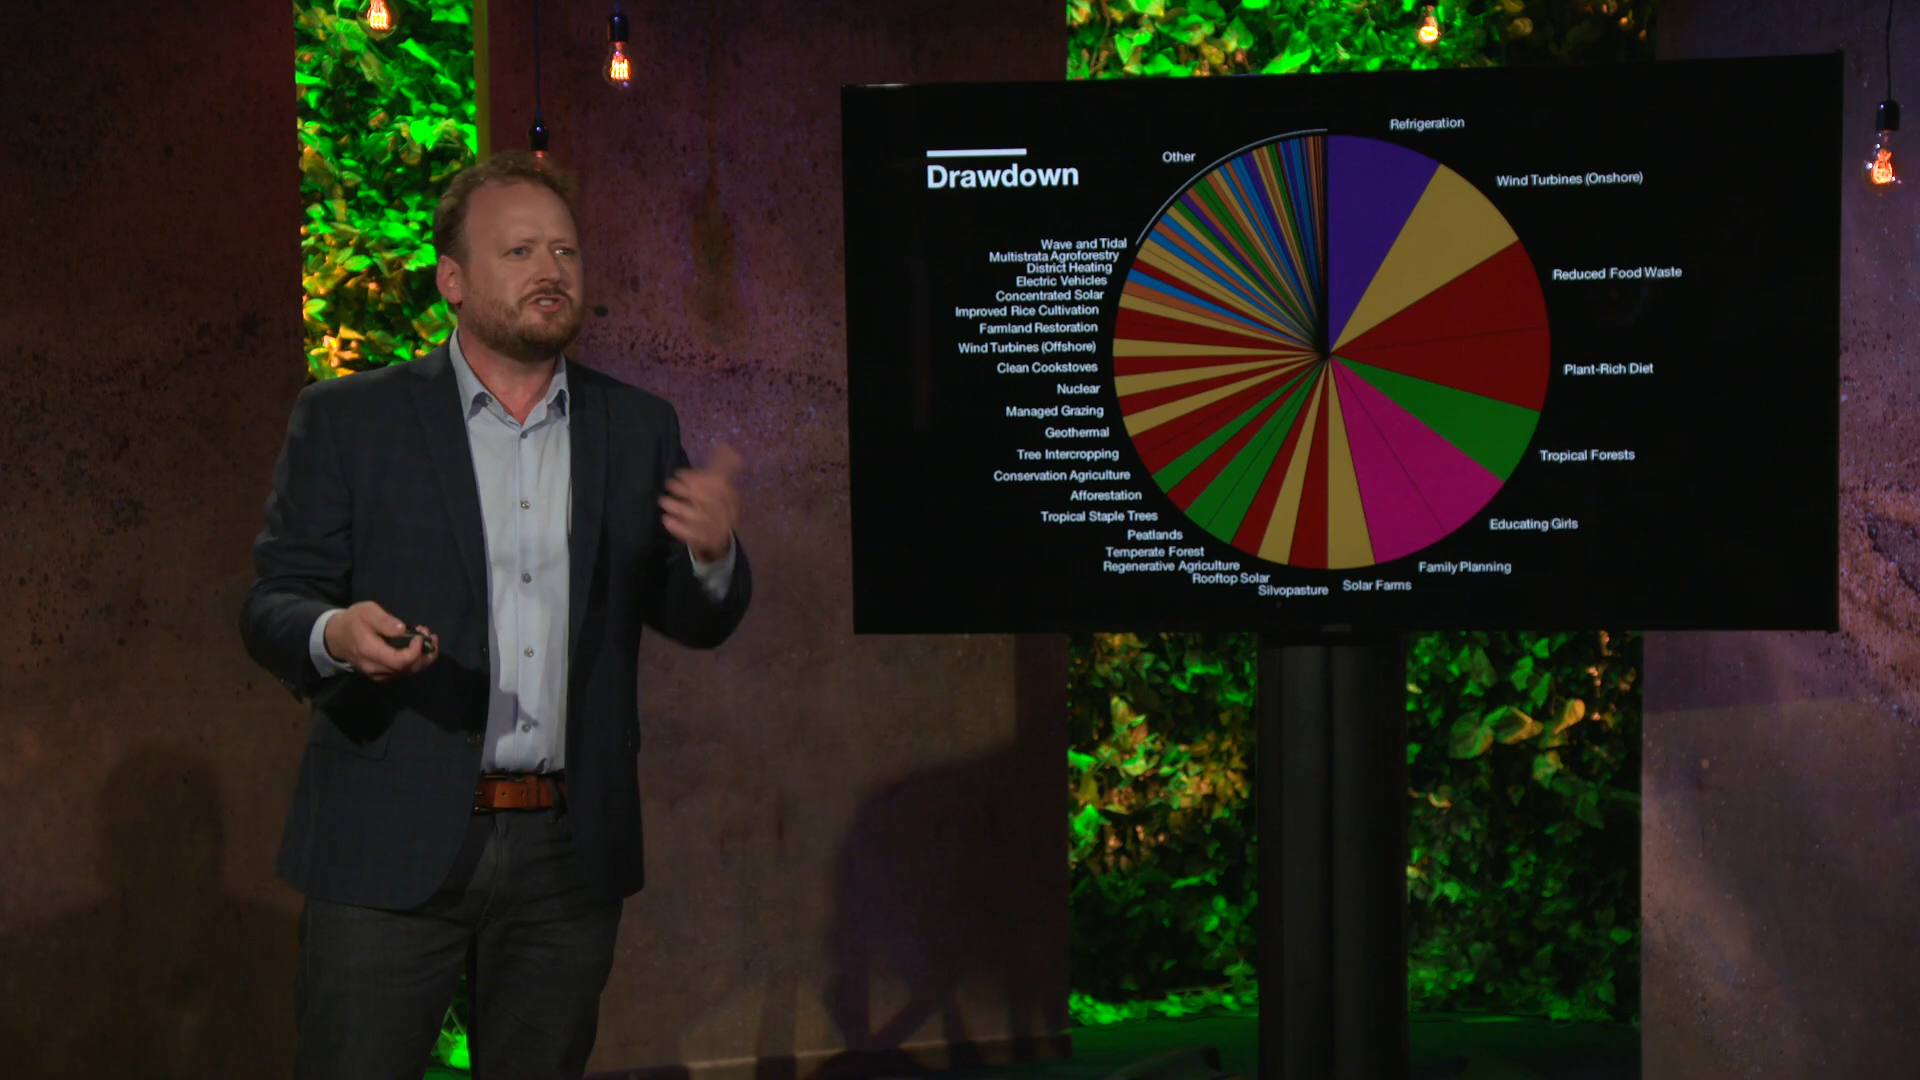 Drawdown
Refrigeration
Wind Turbines (Onshore)
Reduced Food Waste
Plant-Rich Diet
Tropical Forests
Educating Girls
Family Planning
Solar Farms
Silvopasture
Rooftop Solar
Regenerative Agriculture
Temperate Forest
Peatlands
Tropical Staple Trees
Afforestation
Conservation Agriculture
Tree Intercropping
Geothermal
Managed Grazing
Nuclear
Clean Cookstoves
Wind Turbines (Offshore)
Farmland Restoration
Improved Rice Cultivation
Concentrated Solar
Electric Vehicles
District Heating
Multistrata Agroforestry
Wave and Tidal
Other